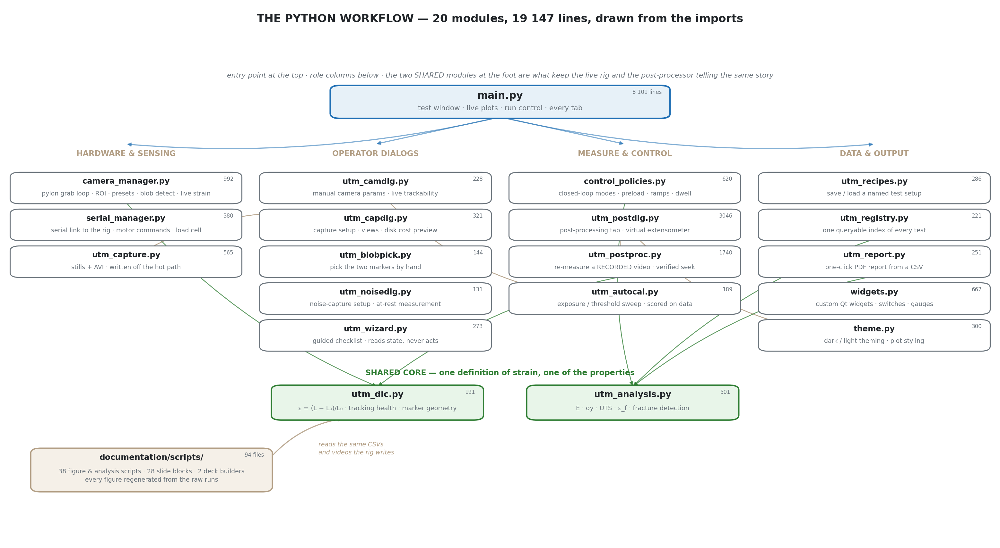 THE PYTHON WORKFLOW — 20 modules, 19 147 lines, drawn from the imports
entry point at the top · role columns below · the two SHARED modules at the foot are what keep the live rig and the post-processor telling the same story
main.py
8 101 lines
test window · live plots · run control · every tab
HARDWARE & SENSING
camera_manager.py
992
pylon grab loop · ROI · presets · blob detect · live strain
serial_manager.py
380
serial link to the rig · motor commands · load cell
utm_capture.py
565
stills + AVI · written off the hot path
OPERATOR DIALOGS
utm_camdlg.py
228
manual camera params · live trackability
utm_capdlg.py
321
capture setup · views · disk cost preview
utm_blobpick.py
144
pick the two markers by hand
utm_noisedlg.py
131
noise-capture setup · at-rest measurement
utm_wizard.py
273
guided checklist · reads state, never acts
MEASURE & CONTROL
control_policies.py
620
closed-loop modes · preload · ramps · dwell
utm_postdlg.py
3046
post-processing tab · virtual extensometer
utm_postproc.py
1740
re-measure a RECORDED video · verified seek
utm_autocal.py
189
exposure / threshold sweep · scored on data
DATA & OUTPUT
utm_recipes.py
286
save / load a named test setup
utm_registry.py
221
one queryable index of every test
utm_report.py
251
one-click PDF report from a CSV
widgets.py
667
custom Qt widgets · switches · gauges
theme.py
300
dark / light theming · plot styling
SHARED CORE — one definition of strain, one of the properties
utm_dic.py
191
ε = (L − L₀)/L₀ · tracking health · marker geometry
utm_analysis.py
501
E · σy · UTS · ε_f · fracture detection
reads the same CSVs
and videos the rig writes
documentation/scripts/
94 files
38 figure & analysis scripts · 28 slide blocks · 2 deck builders
every figure regenerated from the raw runs